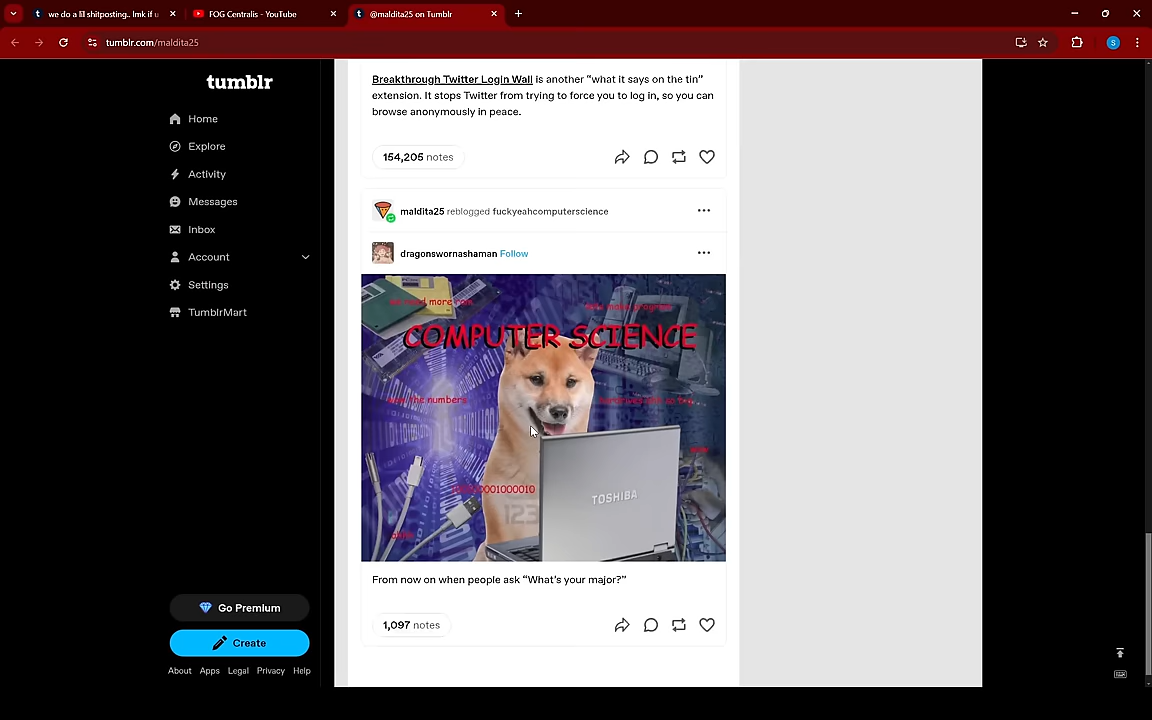 we do a lil shitposting.. lmk if u
FOG Centralis - YouTube
@maldita25 on Tumblr
tumblr.com/maldita25
S
tumblr
Home
Explore
Activity
Messages
Inbox
Account
Settings
TumblrMart
Go Premium
Create
About Apps Legal Privacy Help
Breakthrough Twitter Login Wall is another “what it says on the tin”
extension. It stops Twitter from trying to force you to log in, so you can
browse anonymously in peace.
154,205 notes
maldita25 reblogged fuckyeahcomputerscience
dragonswornashaman Follow
need more
COMPUTER SCIENCE
the numbers
TOSHIBA
123
From now on when people ask “What’s your major?”
1,097 notes